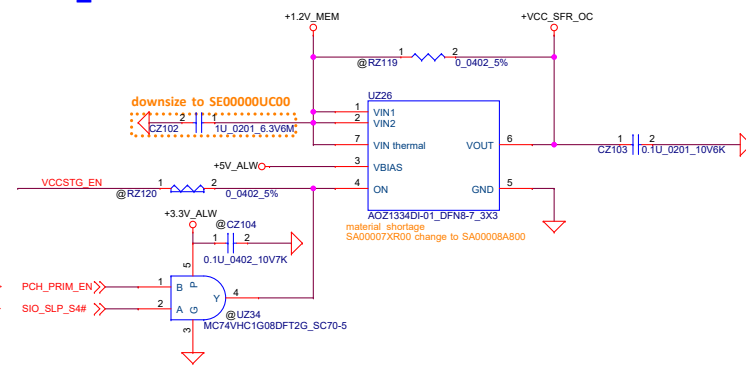 +1.2V_MEM
+VCC_SFR_OC
1 2
@RZ119 0_0402_5%
downsize to SE00000UC00
2 1
CZ102 1U_0201_6.3V6M
UZ26
1 VIN1
2 VIN2
7 VIN thermal VOUT 6
1 2
CZ103 0.1U_0201_10V6K
+5V_ALW
3 VBIAS
VCCSTG_EN
1 2
@RZ120 0_0402_5%
4 ON GND 5
AOZ1334DI-01_DFN8-7_3X3
material shortage
SA00007XR00 change to SA00008A800
+3.3V_ALW
@CZ104
1 2
0.1U_0402_10V7K
5
PCH_PRIM_EN 1 B P
Y 4
SIO_SLP_S4# 2 A G
@UZ34
3
MC74VHC1G08DFT2G_SC70-5